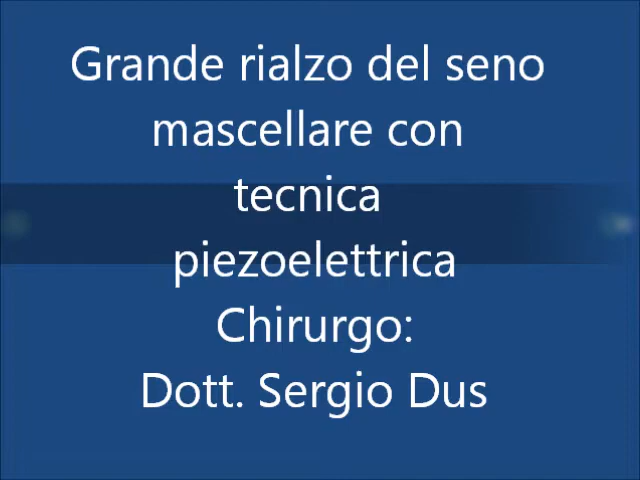 Grande rialzo del seno
mascellare con
tecnica
piezoelettrica
Chirurgo:
Dott. Sergio Dus